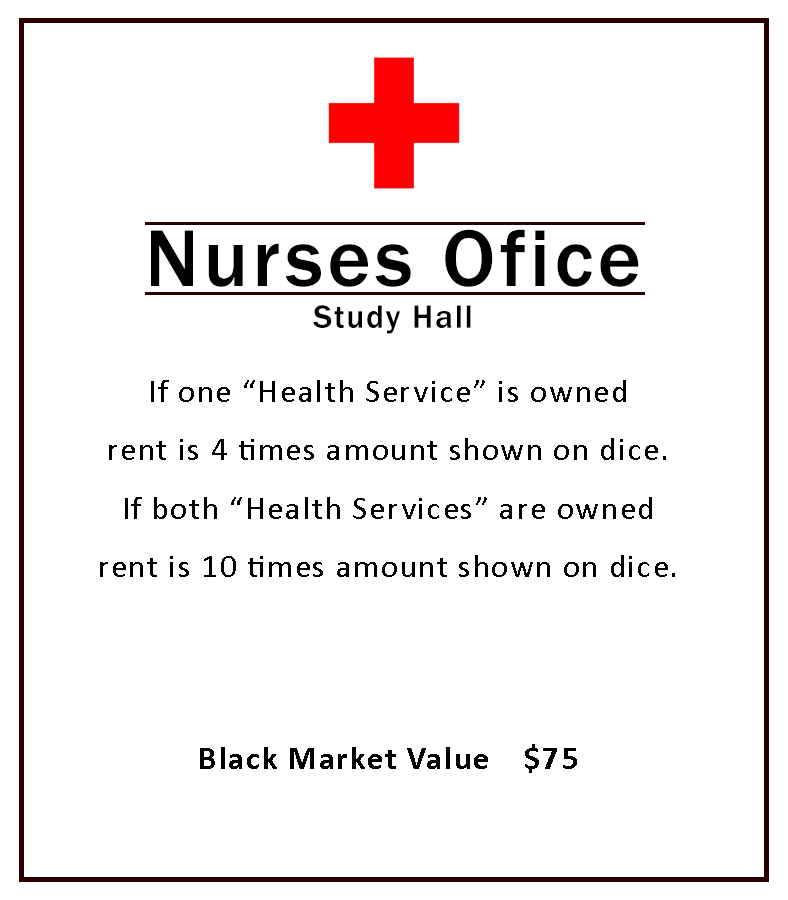 Nurses Ofice
Study Hall
If one “Health Service” is owned
rent is 4 times amount shown on dice.
If both “Health Services” are owned
rent is 10 times amount shown on dice.
Black Market Value $75